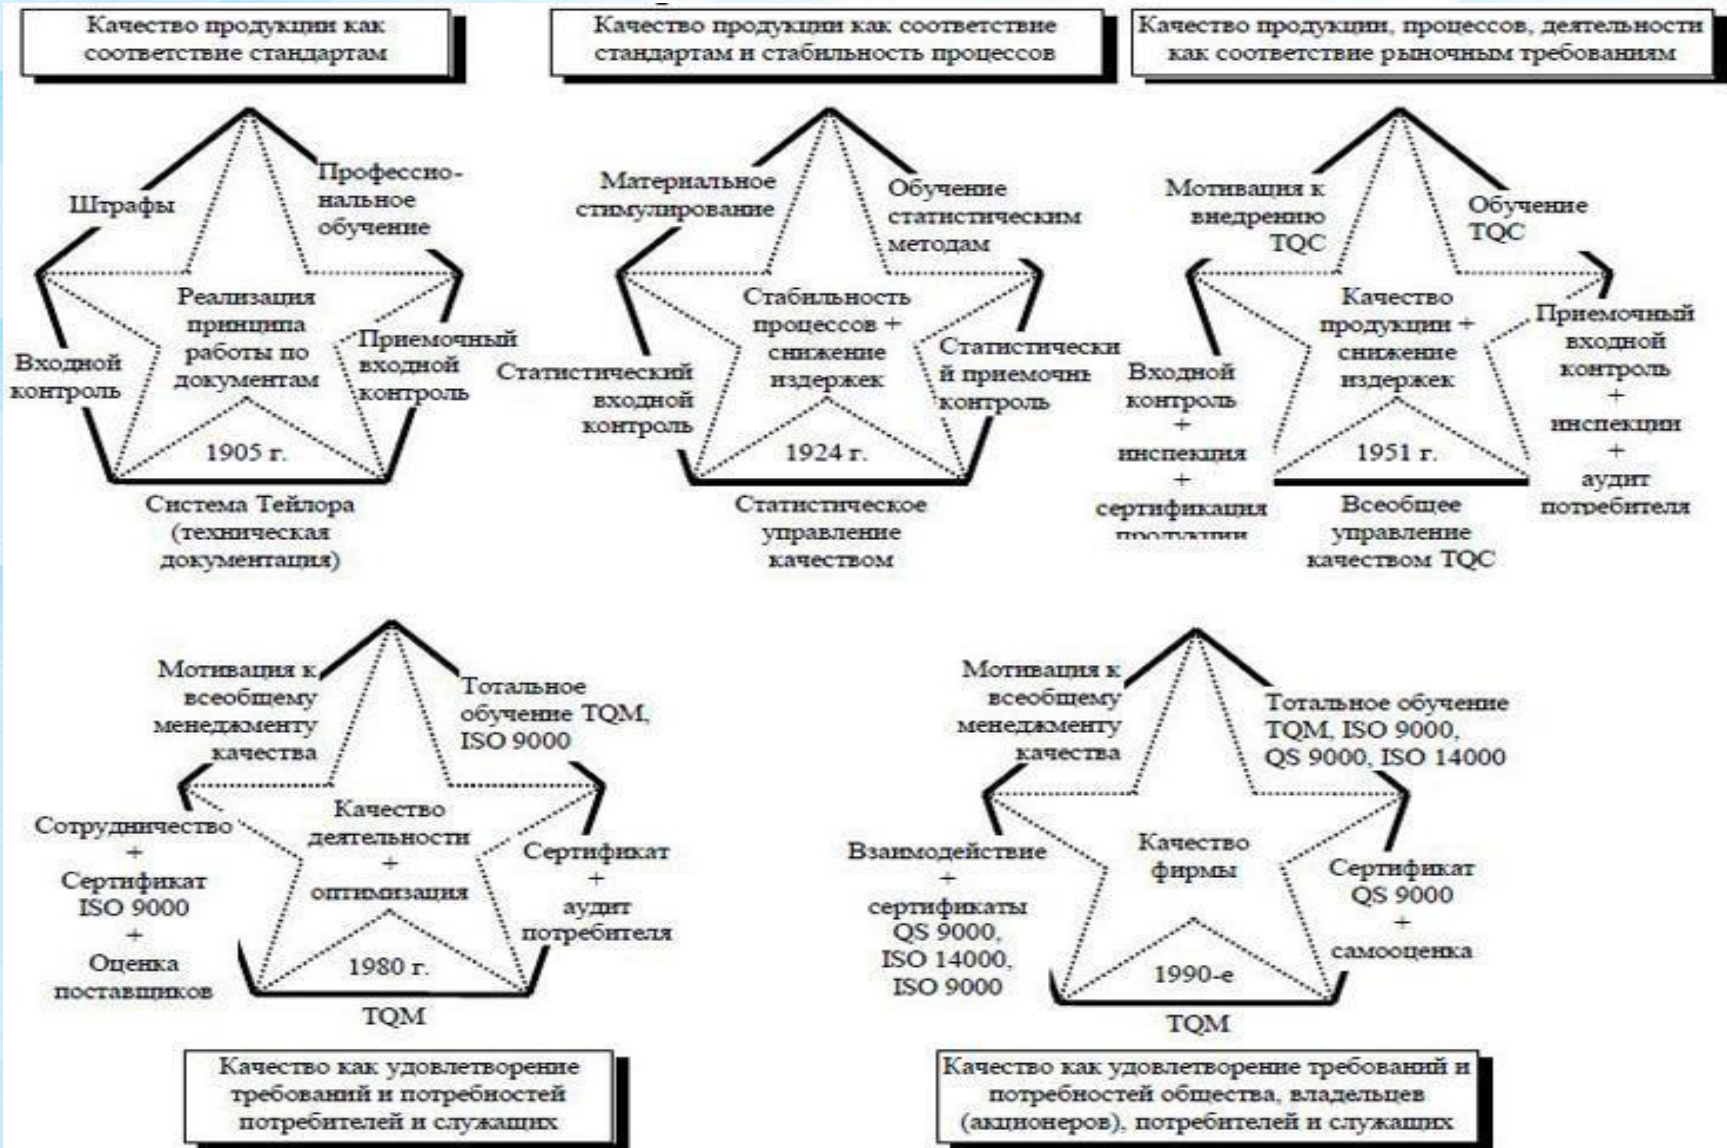 Качество продукции как
соответствие стандартам
Качество продукции как соответствие
стандартам и стабильность процессов
Качество продукции, процессов, деятельности
как соответствие рыночным требованиям
Штрафы
Профессио-
нальное
обучение
Реализация
принципа
работы по
документам
Входной
контроль
Приемочный
входной
контроль
1905 г.
Система Тейлора
(техническая
документация)
Материальное
стимулирование
Обучение
статистическим
методам
Стабильность
процессов +
снижение
издержек
Статистический
входной
контроль
Статистически
й приемочнь
контроль
1924 г.
Статистическое
управление
качеством
Мотивация к
внедрению
TQC
Обучение
TQC
Качество
продукции +
снижение
издержек
Входной
контроль
+
инспекция
+
сертификация
продукции
Приемочный
входной
контроль
+
инспекции
+
аудит
потребителя
1951 г.
Всеобщее
управление
качеством TQC
Мотивация к
всеобщему
менеджменту
качества
Тотальное
обучение TQM,
ISO 9000
Качество
деятельности
+
оптимизация
Сотрудничество
+
Сертификат
ISO 9000
+
Оценка
поставщиков
Сертификат
+
аудит
потребителя
1980 г.
TQM
Качество как удовлетворение
требований и потребностей
потребителей и служащих
Мотивация к
всеобщему
менеджменту
качества
Тотальное обучение
TQM, ISO 9000,
QS 9000, ISO 14000
Качество
фирмы
Взаимодействие
+
сертификаты
QS 9000,
ISO 14000,
ISO 9000
Сертификат
QS 9000
+
самооценка
1990-е
TQM
Качество как удовлетворение требований и
потребностей общества, владельцев
(акционеров), потребителей и служащих